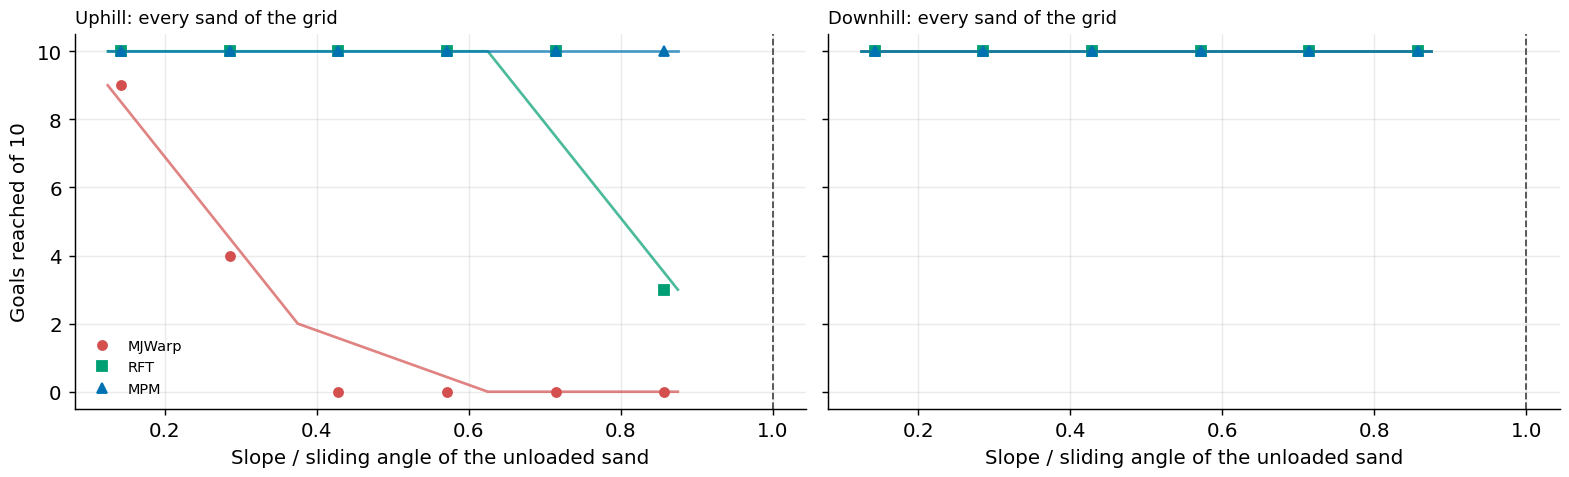 Uphill: every sand of the grid
Downhill: every sand of the grid
Goals reached of 10
10
8
6
4
2
0
MJWarp
RFT
MPM
0.2 0.4 0.6 0.8 1.0
0.2 0.4 0.6 0.8 1.0
Slope / sliding angle of the unloaded sand
Slope / sliding angle of the unloaded sand